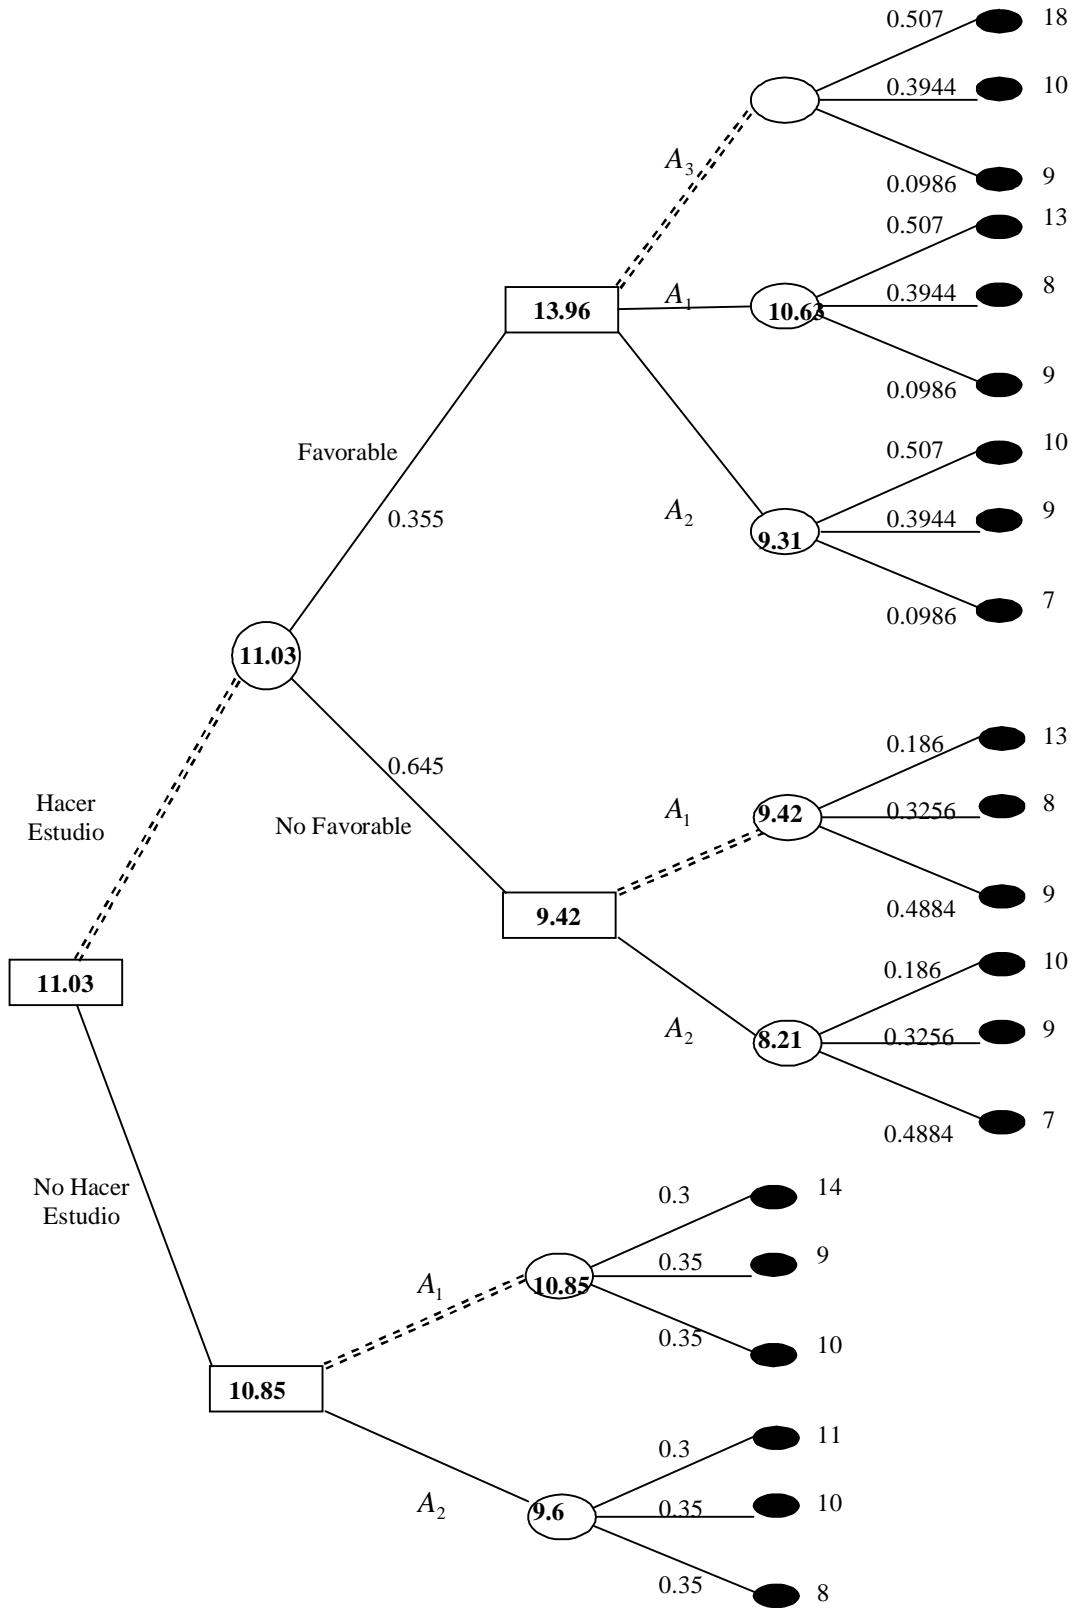 0.507 18
0.3944 10
A3
0.0986 9
0.507 13
13.96 A1 10.63 0.3944 8
0.0986 9
Favorable
0.507 10
0.355
A2 9.31 0.3944 9
0.0986 7
11.03
0.186 13
0.645
Hacer
Estudio
No Favorable
A1 9.42 0.3256 8
0.4884 9
9.42
0.186 10
11.03
A2 8.21 0.3256 9
0.4884 7
No Hacer
Estudio
0.3 14
0.35 9
A1 10.85
0.35 10
10.85
0.3 11
A2 9.6 0.35 10
0.35 8